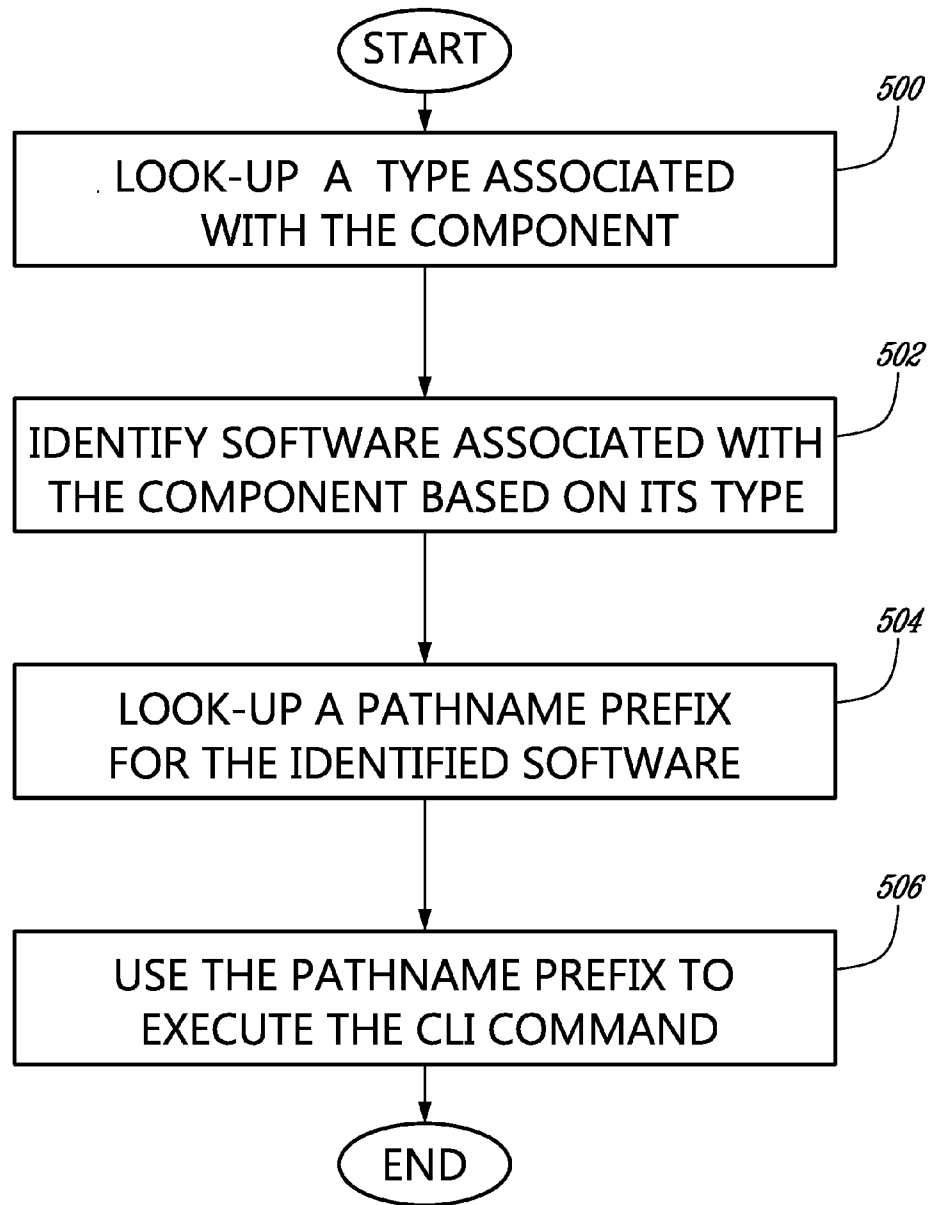 START
500
LOOK-UP A TYPE ASSOCIATED
WITH THE COMPONENT
502
IDENTIFY SOFTWARE ASSOCIATED WITH
THE COMPONENT BASED ON ITS TYPE
504
LOOK-UP A PATHNAME PREFIX
FOR THE IDENTIFIED SOFTWARE
506
USE THE PATHNAME PREFIX TO
EXECUTE THE CLI COMMAND
END